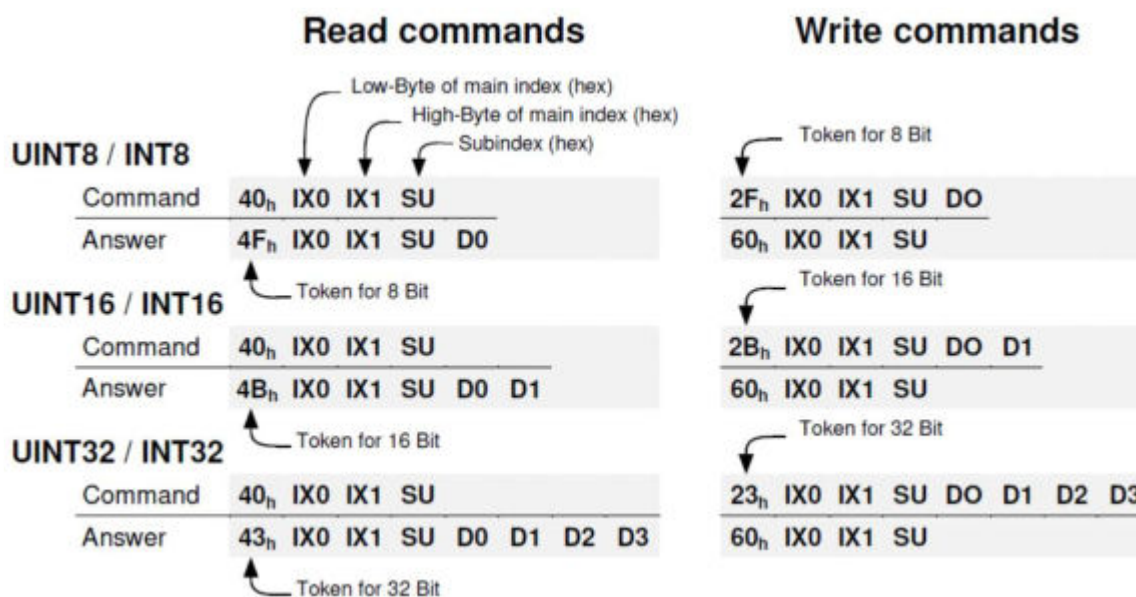 Read commands Write commands
Low-Byte of main index (hex)
High-Byte of main index (hex)
Subindex (hex) Token for 8 Bit
UINT8 / INT8
Command 40h IX0 IX1 SU 2Fh IX0 IX1 SU DO
Answer 4Fh IX0 IX1 SU D0 60h IX0 IX1 SU
Token for 8 Bit Token for 16 Bit
UINT16 / INT16
Command 40h IX0 IX1 SU 2Bh IX0 IX1 SU DO D1
Answer 4Bh IX0 IX1 SU D0 D1 60h IX0 IX1 SU
Token for 16 Bit Token for 32 Bit
UINT32 / INT32
Command 40h IX0 IX1 SU 23h IX0 IX1 SU DO D1 D2 D3
Answer 43h IX0 IX1 SU D0 D1 D2 D3 60h IX0 IX1 SU
Token for 32 Bit